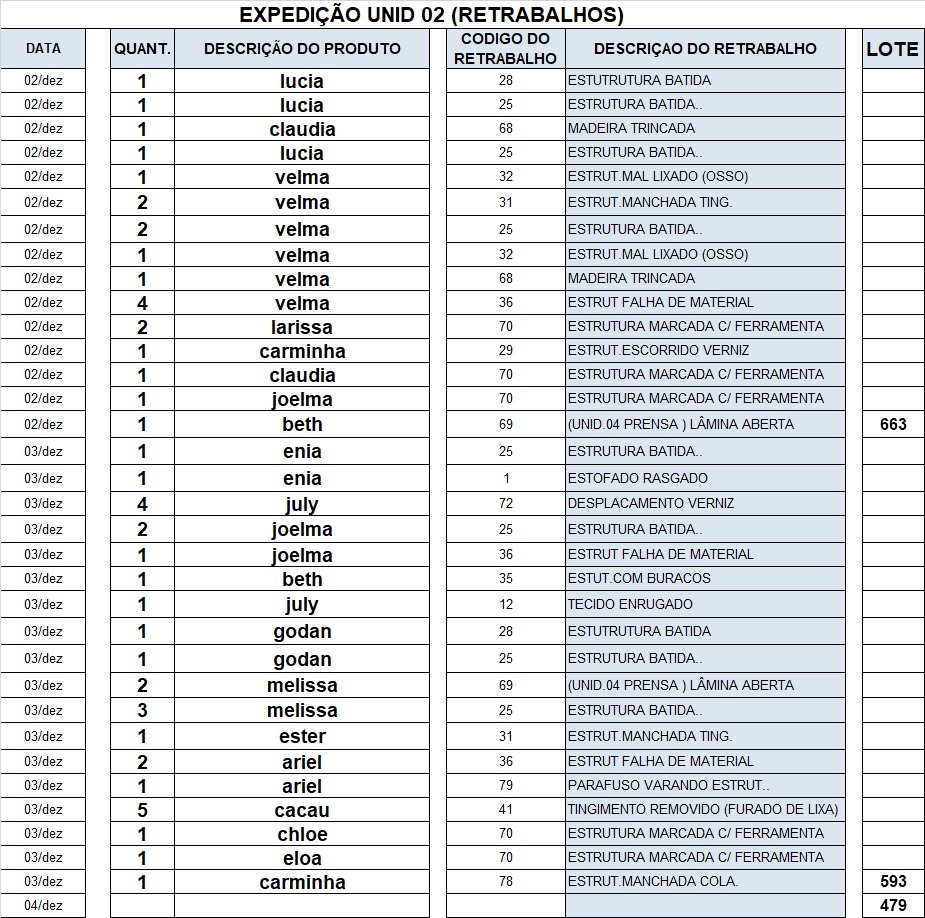 EXPEDIÇÃO UNID 02 (RETRABALHOS)
DATA QUANT. DESCRIÇÃO DO PRODUTO CODIGO DO RETRABALHO DESCRIÇAO DO RETRABALHO LOTE
02/dez 1 lucia 28 ESTUTRUTURA BATIDA
02/dez 1 lucia 25 ESTRUTURA BATIDA..
02/dez 1 claudia 68 MADEIRA TRINCADA
02/dez 1 lucia 25 ESTRUTURA BATIDA..
02/dez 1 velma 32 ESTRUT.MAL LIXADO (OSSO)
02/dez 2 velma 31 ESTRUT.MANCHADA TING.
02/dez 2 velma 25 ESTRUTURA BATIDA..
02/dez 1 velma 32 ESTRUT.MAL LIXADO (OSSO)
02/dez 1 velma 68 MADEIRA TRINCADA
02/dez 4 velma 36 ESTRUT FALHA DE MATERIAL
02/dez 2 larissa 70 ESTRUTURA MARCADA C/ FERRAMENTA
02/dez 1 carminha 29 ESTRUT.ESCORRIDO VERNIZ
02/dez 1 claudia 70 ESTRUTURA MARCADA C/ FERRAMENTA
02/dez 1 joelma 70 ESTRUTURA MARCADA C/ FERRAMENTA
02/dez 1 beth 69 (UNID.04 PRENSA ) LÂMINA ABERTA 663
03/dez 1 enia 25 ESTRUTURA BATIDA..
03/dez 1 enia 1 ESTOFADO RASGADO
03/dez 4 july 72 DESPLACAMENTO VERNIZ
03/dez 2 joelma 25 ESTRUTURA BATIDA..
03/dez 1 joelma 36 ESTRUT FALHA DE MATERIAL
03/dez 1 beth 35 ESTUT.COM BURACOS
03/dez 1 july 12 TECIDO ENRUGADO
03/dez 1 godan 28 ESTUTRUTURA BATIDA
03/dez 1 godan 25 ESTRUTURA BATIDA..
03/dez 2 melissa 69 (UNID.04 PRENSA ) LÂMINA ABERTA
03/dez 3 melissa 25 ESTRUTURA BATIDA..
03/dez 1 ester 31 ESTRUT.MANCHADA TING.
03/dez 2 ariel 36 ESTRUT FALHA DE MATERIAL
03/dez 1 ariel 79 PARAFUSO VARANDO ESTRUT..
03/dez 5 cacau 41 TINGIMENTO REMOVIDO (FURADO DE LIXA)
03/dez 1 chloe 70 ESTRUTURA MARCADA C/ FERRAMENTA
03/dez 1 eloa 70 ESTRUTURA MARCADA C/ FERRAMENTA
03/dez 1 carminha 78 ESTRUT.MANCHADA COLA. 593
04/dez 479